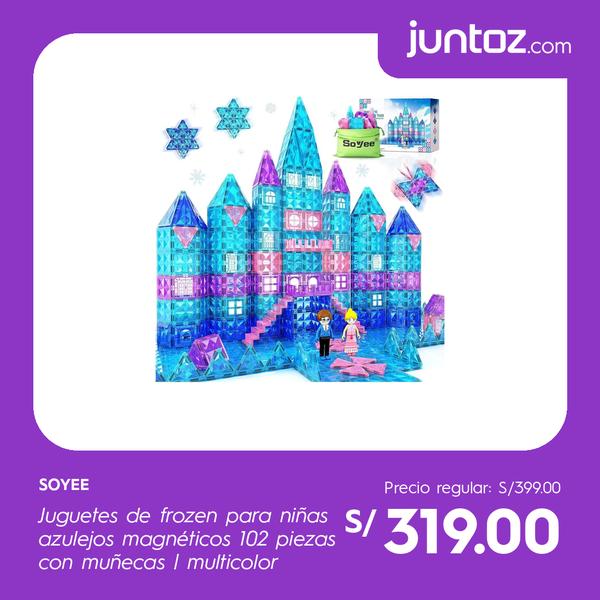 juntoz.com
Soyee
SOYEE
Precio regular: S/399.00
Juguetes de frozen para niñas
azulejos magnéticos 102 piezas
con muñecas | multicolor
S/ 319.00